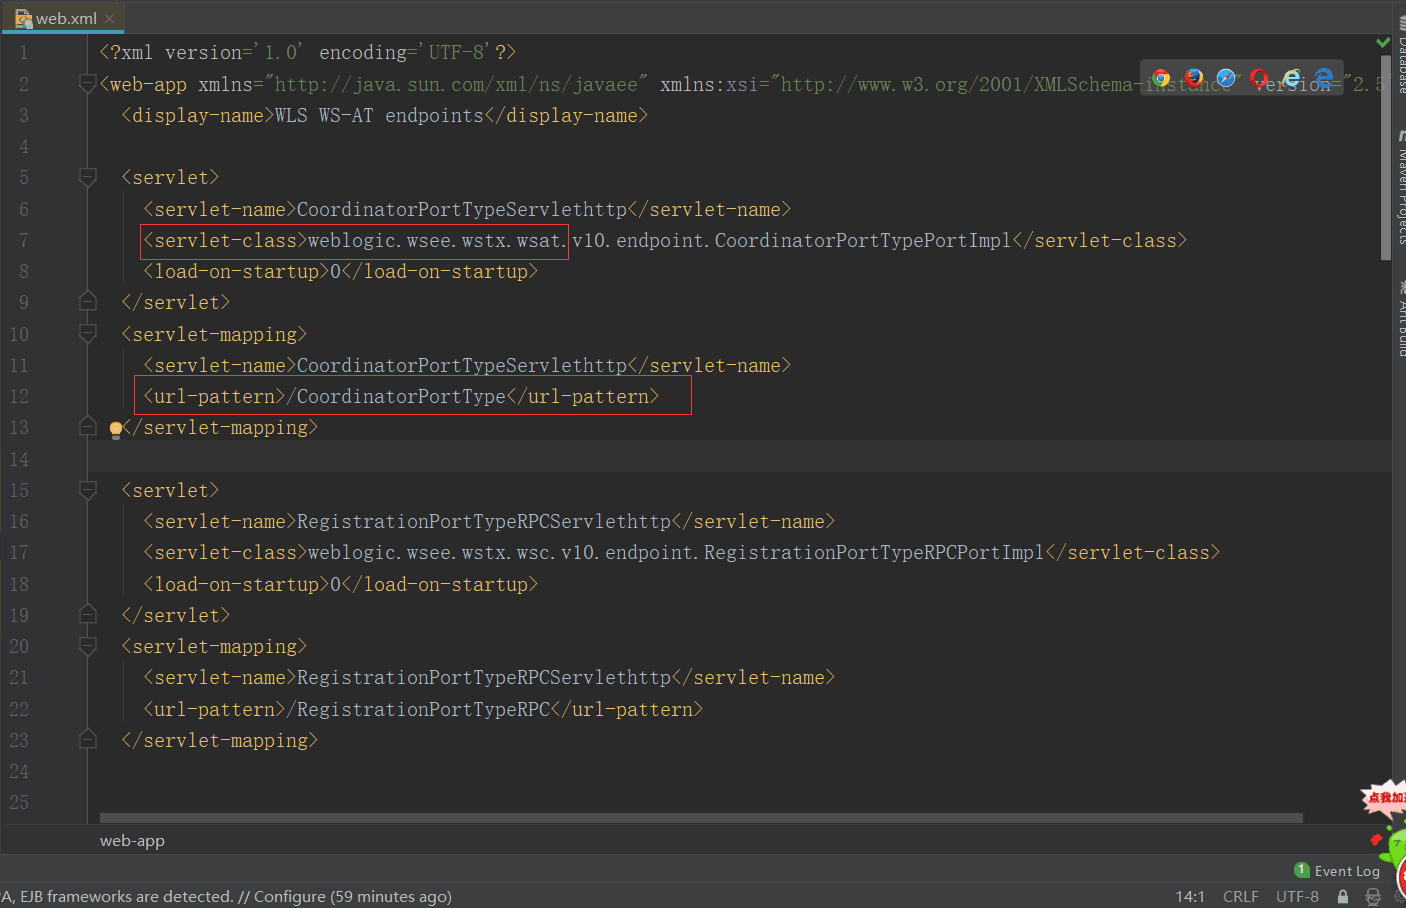 web.xml
1 <?xml version='1.0' encoding='UTF-8'?>
2 <web-app xmlns="http://java.sun.com/xml/ns/javaee" xmlns:xsi="http://www.w3.org/2001/XMLSchema-instance" version="2.5"
3 <display-name>WLS WS-AT endpoints</display-name>
4
5 <servlet>
6 <servlet-name>CoordinatorPortTypeServlethttp</servlet-name>
7 <servlet-class>weblogic.wsee.wstx.wsat.v10.endpoint.CoordinatorPortTypePortImpl</servlet-class>
8 <load-on-startup>0</load-on-startup>
9 </servlet>
10 <servlet-mapping>
11 <servlet-name>CoordinatorPortTypeServlethttp</servlet-name>
12 <url-pattern>/CoordinatorPortType</url-pattern>
13 </servlet-mapping>
14
15 <servlet>
16 <servlet-name>RegistrationPortTypeRPCServlethttp</servlet-name>
17 <servlet-class>weblogic.wsee.wstx.wsc.v10.endpoint.RegistrationPortTypeRPCPortImpl</servlet-class>
18 <load-on-startup>0</load-on-startup>
19 </servlet>
20 <servlet-mapping>
21 <servlet-name>RegistrationPortTypeRPCServlethttp</servlet-name>
22 <url-pattern>/RegistrationPortTypeRPC</url-pattern>
23 </servlet-mapping>
24
25
web-app
Database
Maven Projects
Ant Build
点我加
1 Event Log
PA, EJB frameworks are detected. // Configure (59 minutes ago)
14:1 CRLF UTF-8